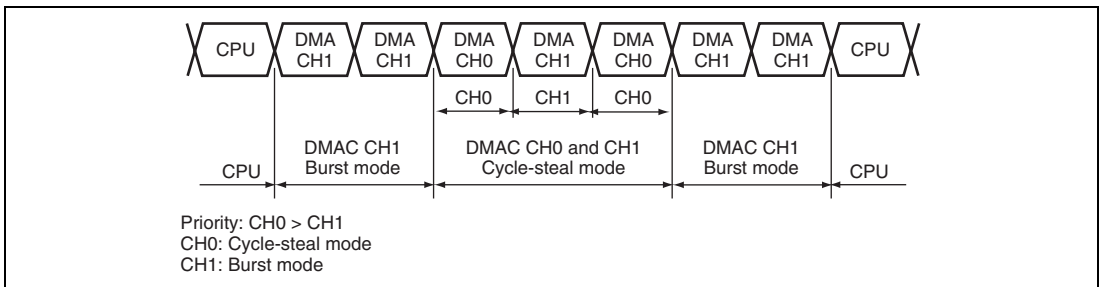 CPU DMA CH1 DMA CH1 DMA CH0 DMA CH1 DMA CH0 DMA CH1 DMA CH1 CPU
CH0 CH1 CH0
CPU DMAC CH1 Burst mode DMAC CH0 and CH1 Cycle-steal mode DMAC CH1 Burst mode CPU
Priority: CH0 > CH1
CH0: Cycle-steal mode
CH1: Burst mode